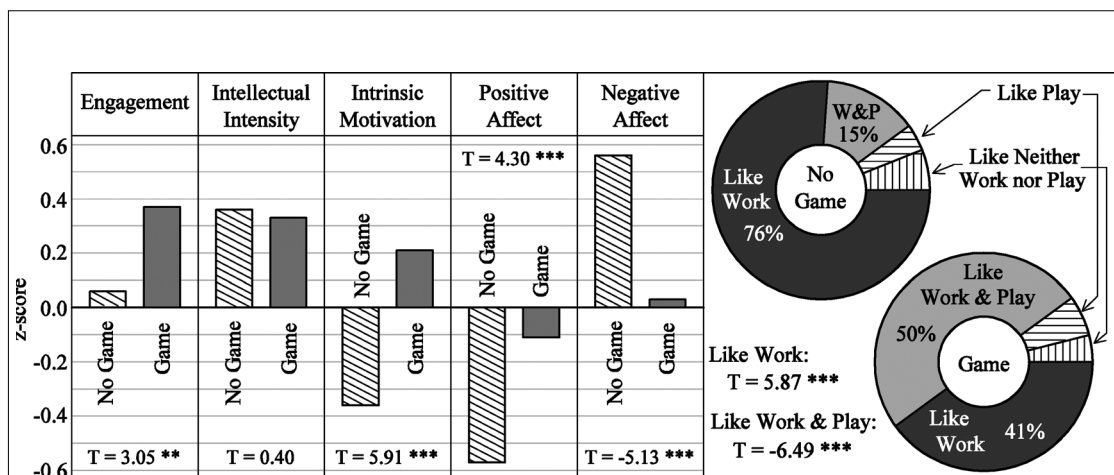 Engagement
Intellectual
Intensity
Intrinsic
Motivation
Positive
Affect
Negative
Affect
z-score
0.6
0.4
0.2
0.0
-0.2
-0.4
-0.6
No Game
Game
T = 3.05 **
No Game
Game
T = 0.40
No Game
Game
T = 5.91 ***
T = 4.30 ***
No Game
Game
No Game
Game
T = -5.13 ***
W&P
15%
Like
Work
76%
No
Game
Like Play
Like Neither
Work nor Play
Like
Work & Play
50%
Game
Like
Work
41%
Like Work:
T = 5.87 ***
Like Work & Play:
T = -6.49 ***